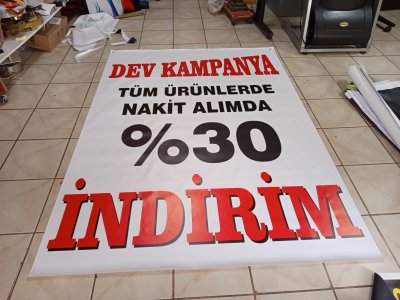 DEV KAMPANYA
TÜM ÜRÜNLERDE
NAKİT ALIMDA
%30
İNDİRİM